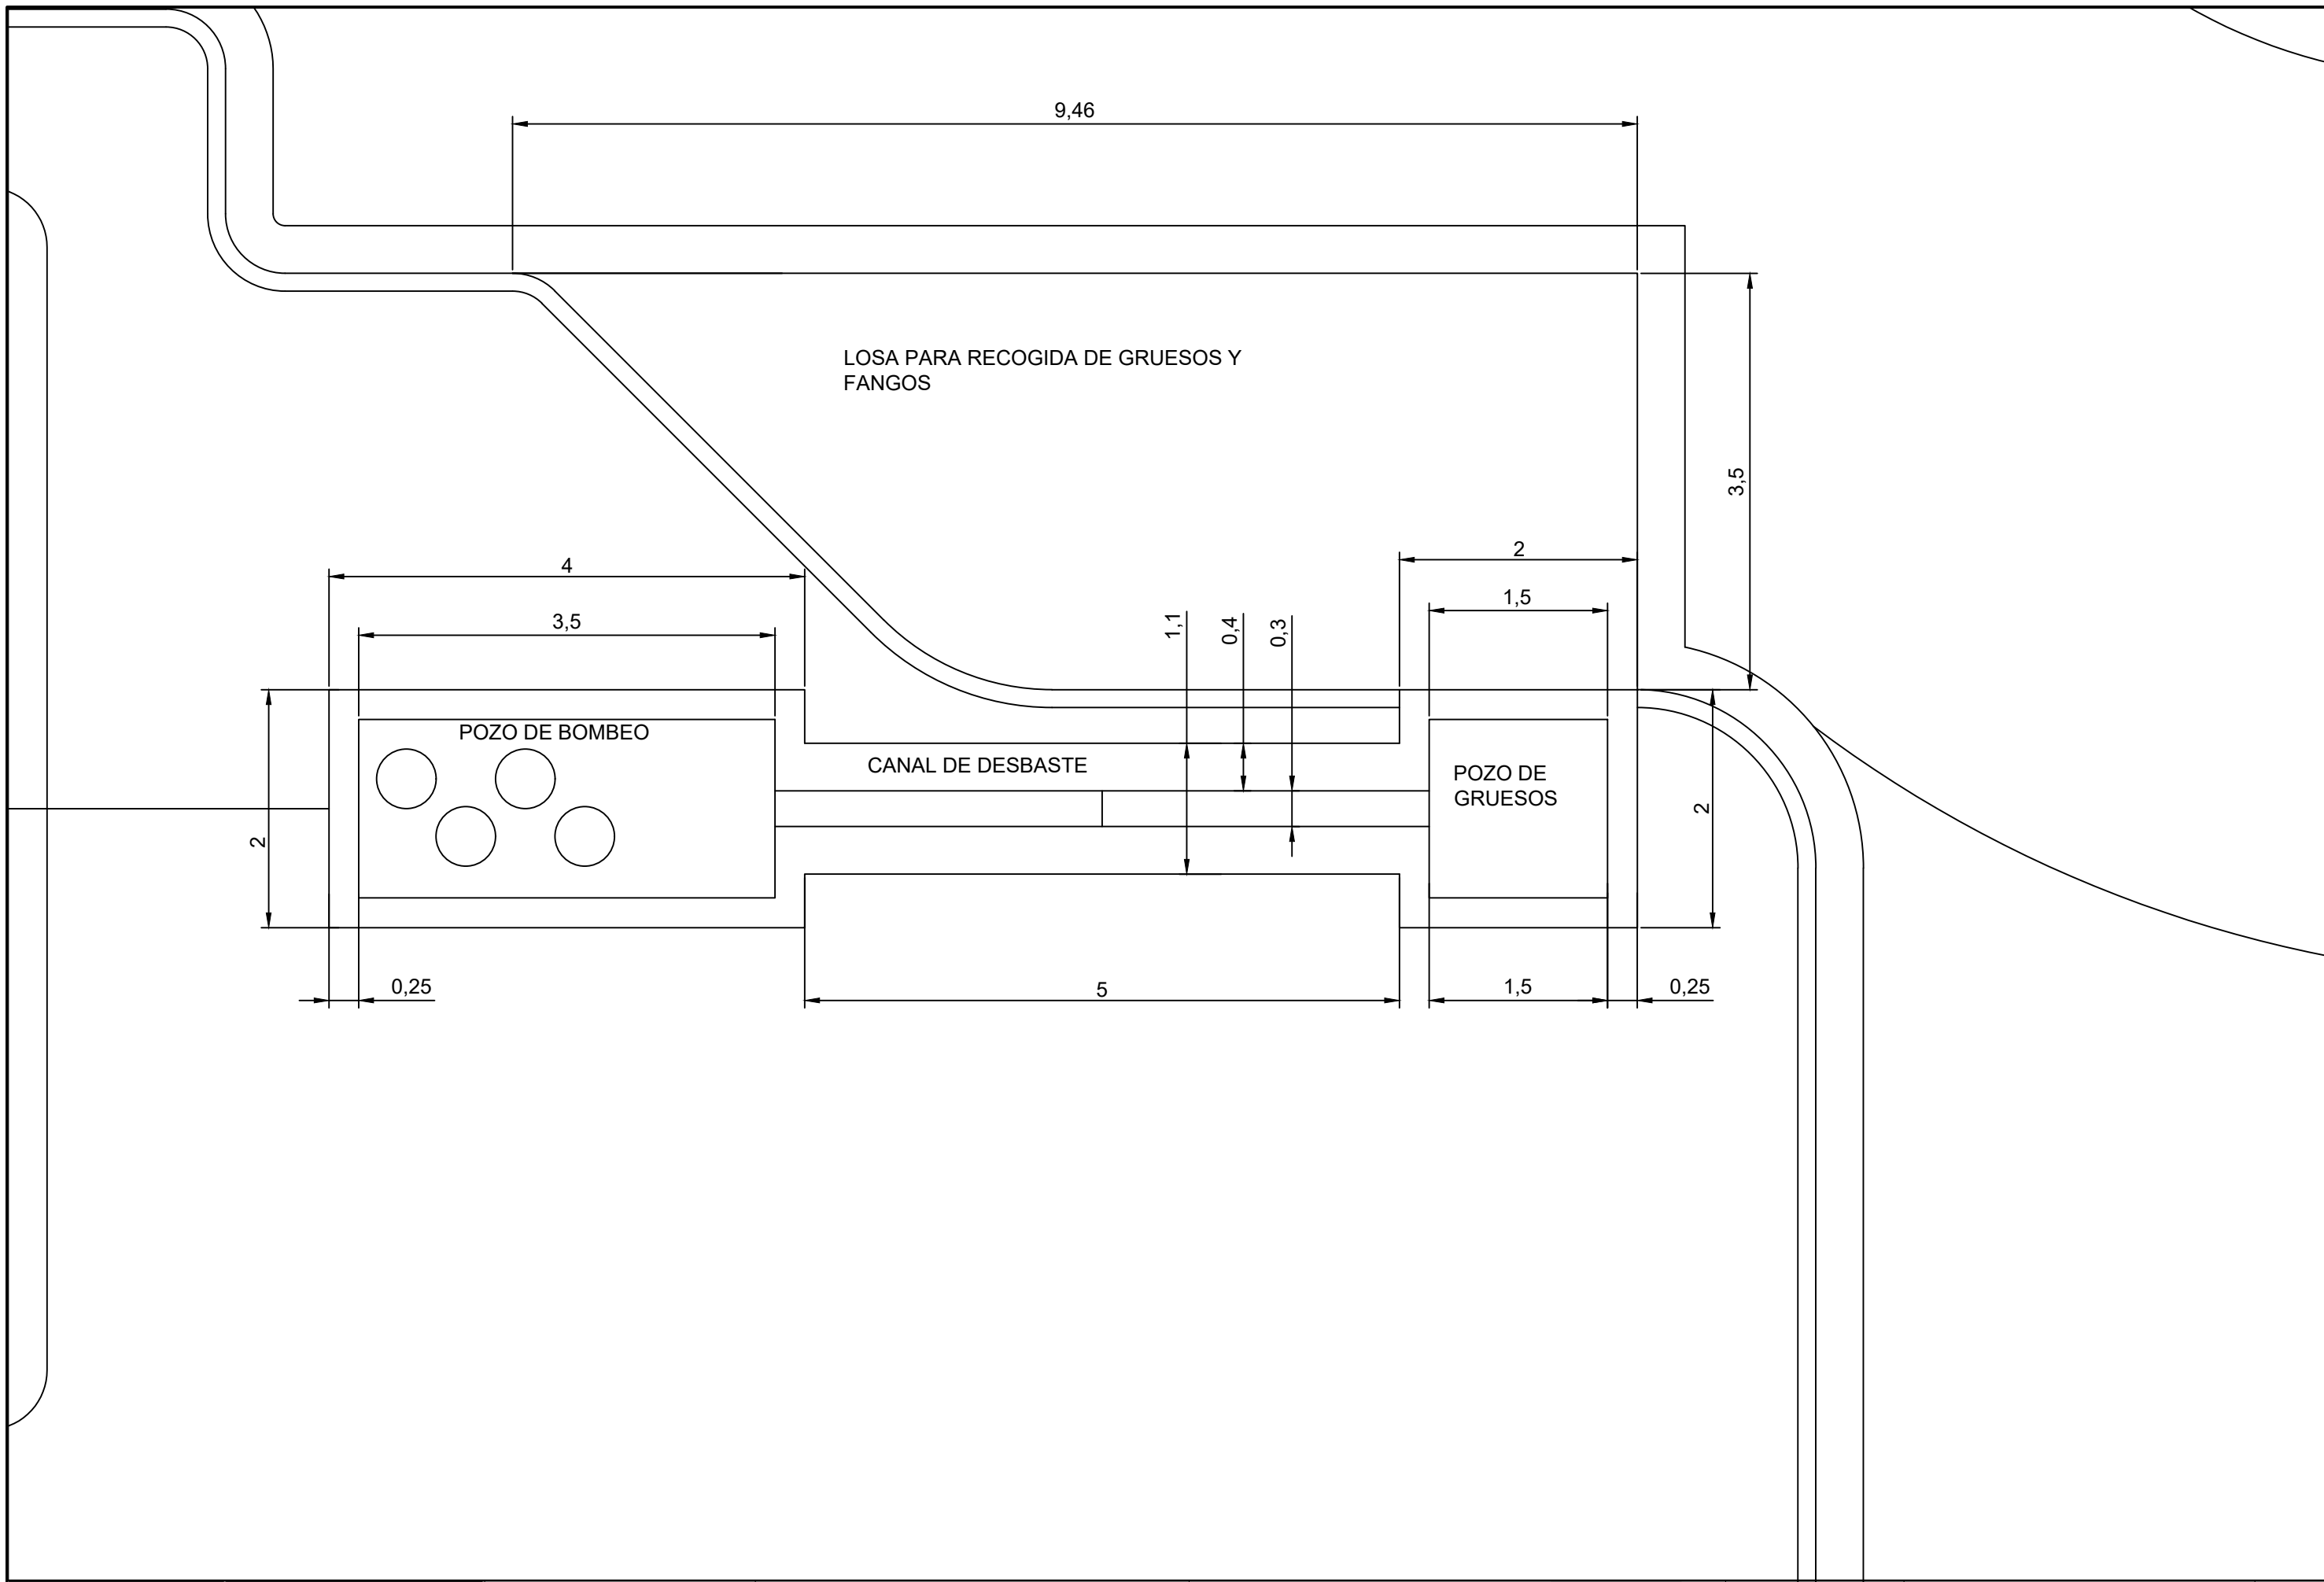 9,46
LOSA PARA RECOGIDA DE GRUESOS Y
FANGOS
3,5
2
4
1,5
3,5
1,1
0,4
0,3
POZO DE BOMBEO
CANAL DE DESBASTE
POZO DE
GRUESOS
2
2
0,25
5
1,5
0,25